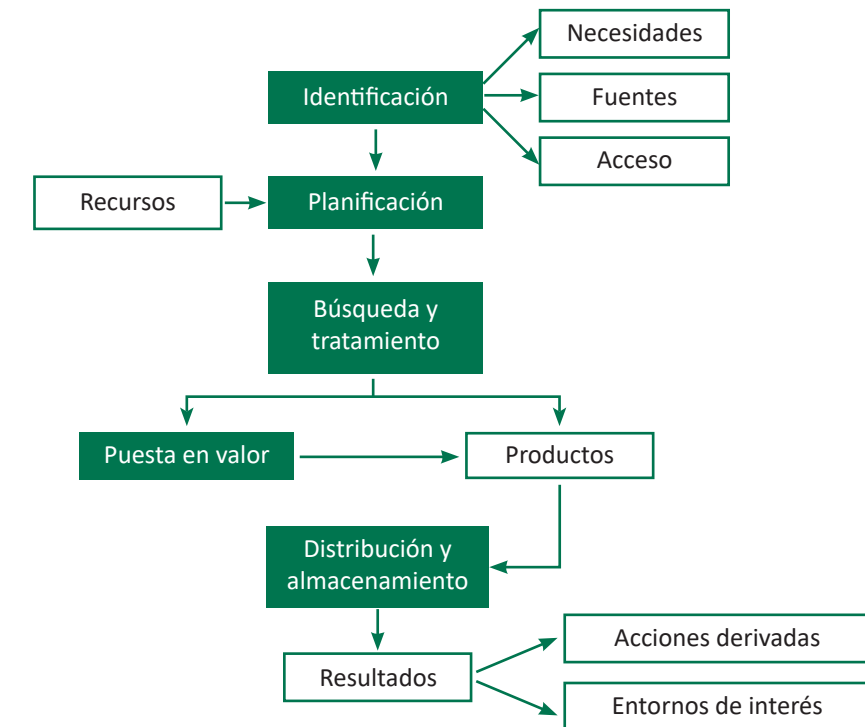 Necesidades
Identificación
Fuentes
Acceso
Recursos
Planificación
Búsqueda y
tratamiento
Puesta en valor
Productos
Distribución y
almacenamiento
Acciones derivadas
Resultados
Entornos de interés